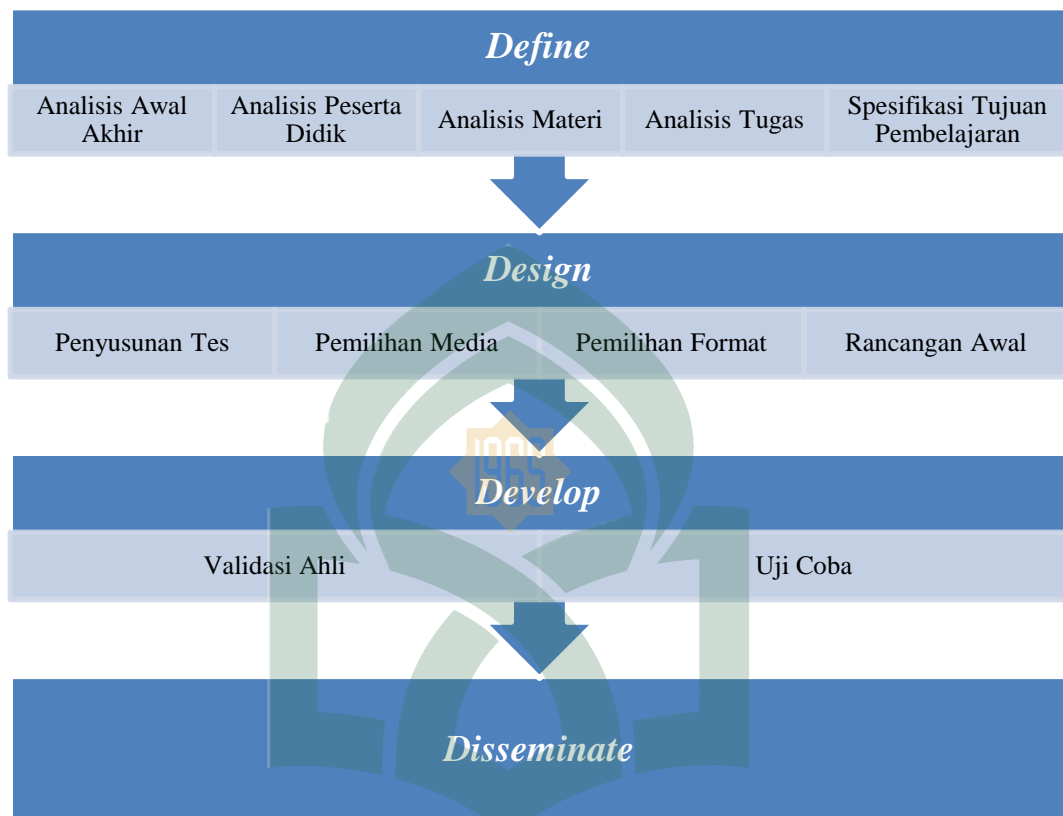 Define
Analisis Awal
Akhir
Analisis Peserta
Didik
Analisis Materi
Analisis Tugas
Spesifikasi Tujuan
Pembelajaran
Design
Penyusunan Tes
Pemilihan Media
Pemilihan Format
Rancangan Awal
1965
Develop
Validasi Ahli
Uji Coba
Disseminate